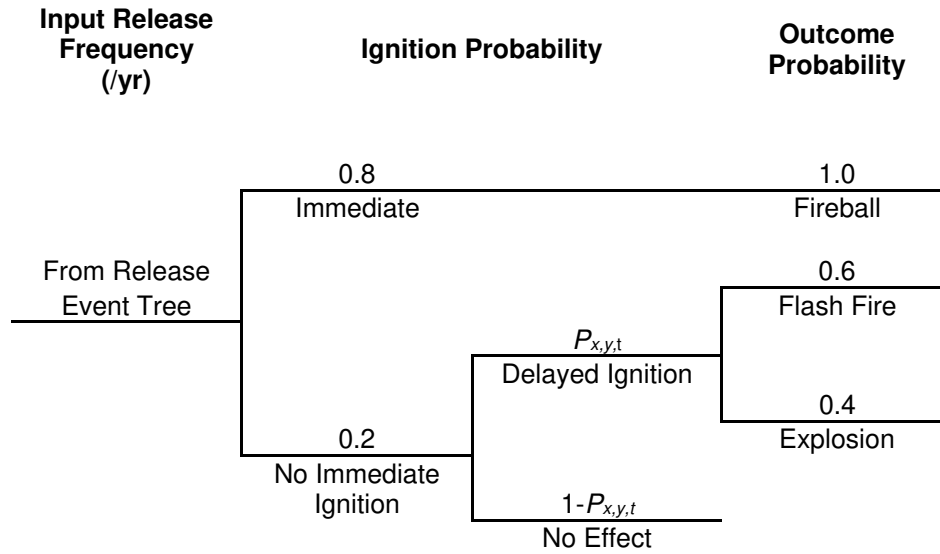 Input Release
Frequency
(/yr)
Ignition Probability
Outcome
Probability
0.8
Immediate
1.0
Fireball
From Release
Event Tree
0.6
Flash Fire
Px,y,t
Delayed Ignition
0.4
Explosion
0.2
No Immediate
Ignition
1-Px,y,t
No Effect